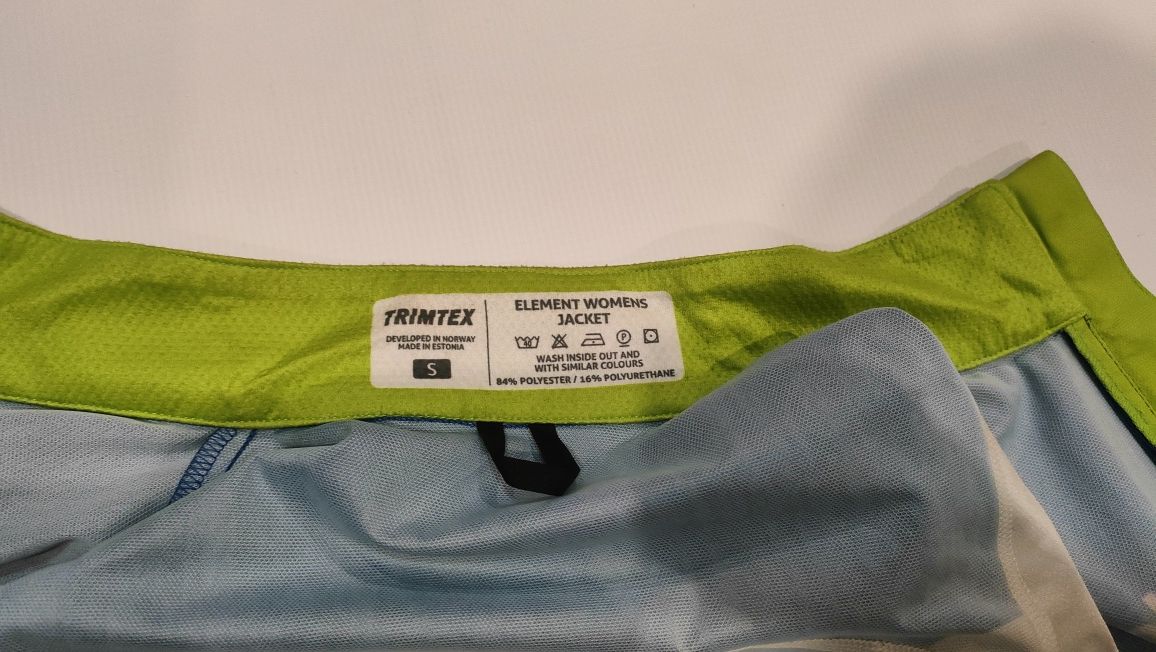 TRIMTEX
DEVELOPED IN NORWAY
MADE IN ESTONIA
S
ELEMENT WOMENS
JACKET
40
P
WASH INSIDE OUT AND
WITH SIMILAR COLOURS
84% POLYESTER / 16% POLYURETHANE